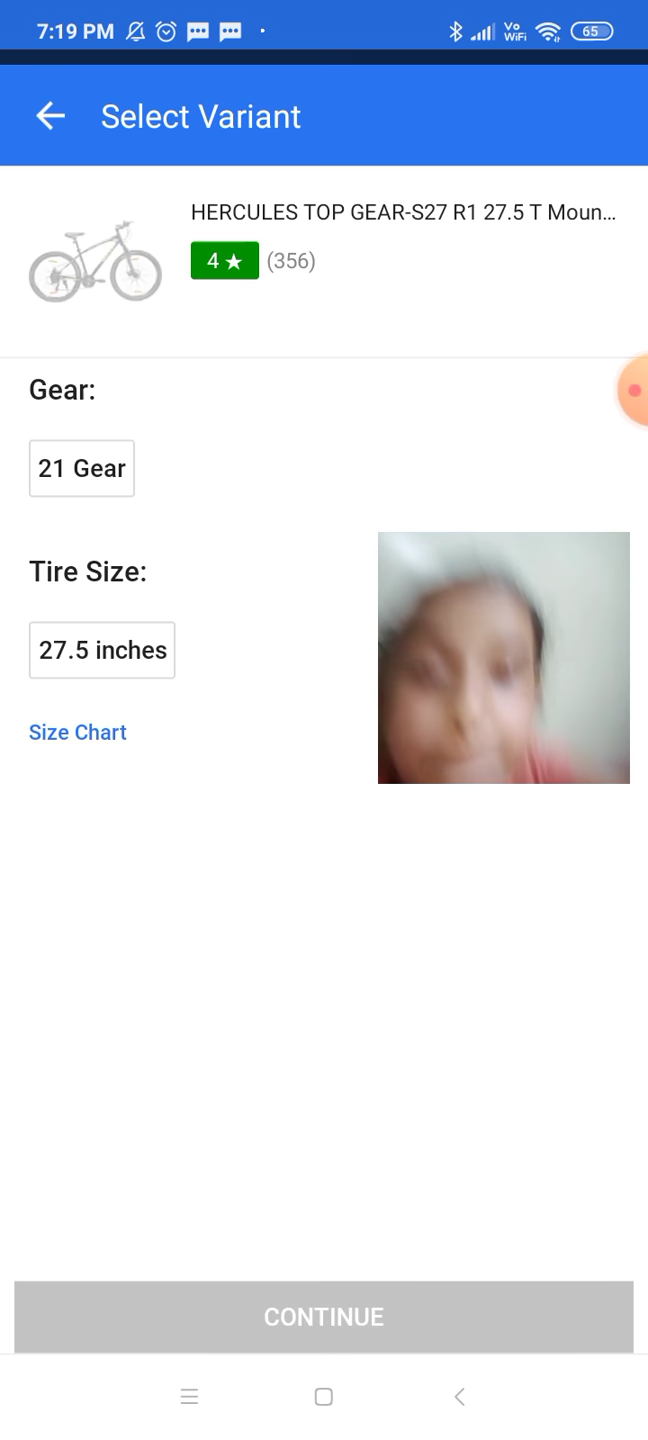 7:19 PM
Vo
WiFi
65
Select Variant
HERCULES TOP GEAR-S27 R1 27.5 T Moun...
4 ★ (356)
Gear:
21 Gear
Tire Size:
27.5 inches
Size Chart
CONTINUE